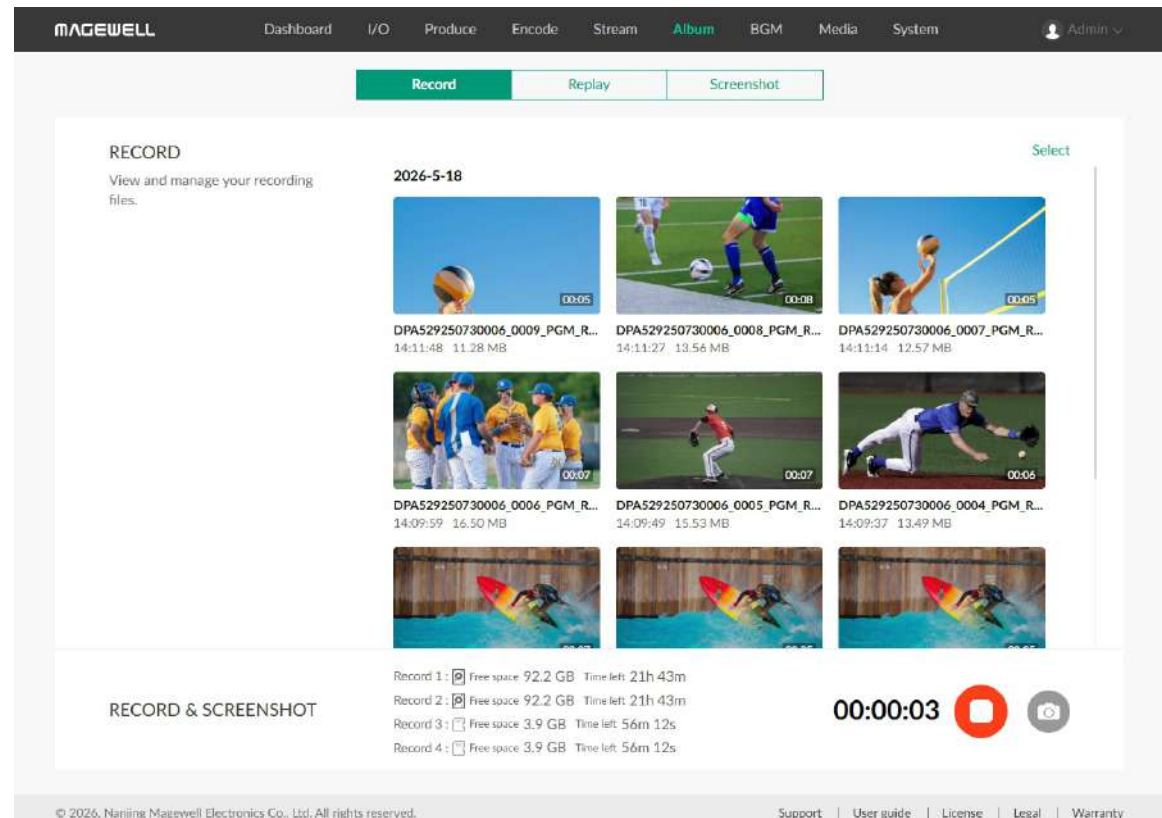 MAGEWELL
Dashboard I/O Produce Encode Stream Album BGM Media System Admin
Record Replay Screenshot
RECORD
Select
View and manage your recording
files.
2026-5-18
00:05 00:08 00:05
DPA529250730006_0009_PGM_R... DPA529250730006_0008_PGM_R... DPA529250730006_0007_PGM_R...
14:11:48 11.28 MB 14:11:27 13.56 MB 14:11:14 12.57 MB
00:07 00:07 00:06
DPA529250730006_0006_PGM_R... DPA529250730006_0005_PGM_R... DPA529250730006_0004_PGM_R...
14:09:59 16.50 MB 14:09:49 15.53 MB 14:09:37 13.49 MB
Record 1 : Free space 92.2 GB Time left 21h 43m
Record 2 : Free space 92.2 GB Time left 21h 43m
Record 3 : Free space 3.9 GB Time left 56m 12s
Record 4 : Free space 3.9 GB Time left 56m 12s
RECORD & SCREENSHOT
00:00:03
© 2026. Nanjing Magewell Electronics Co., Ltd. All rights reserved.
Support | User guide | License | Legal | Warranty